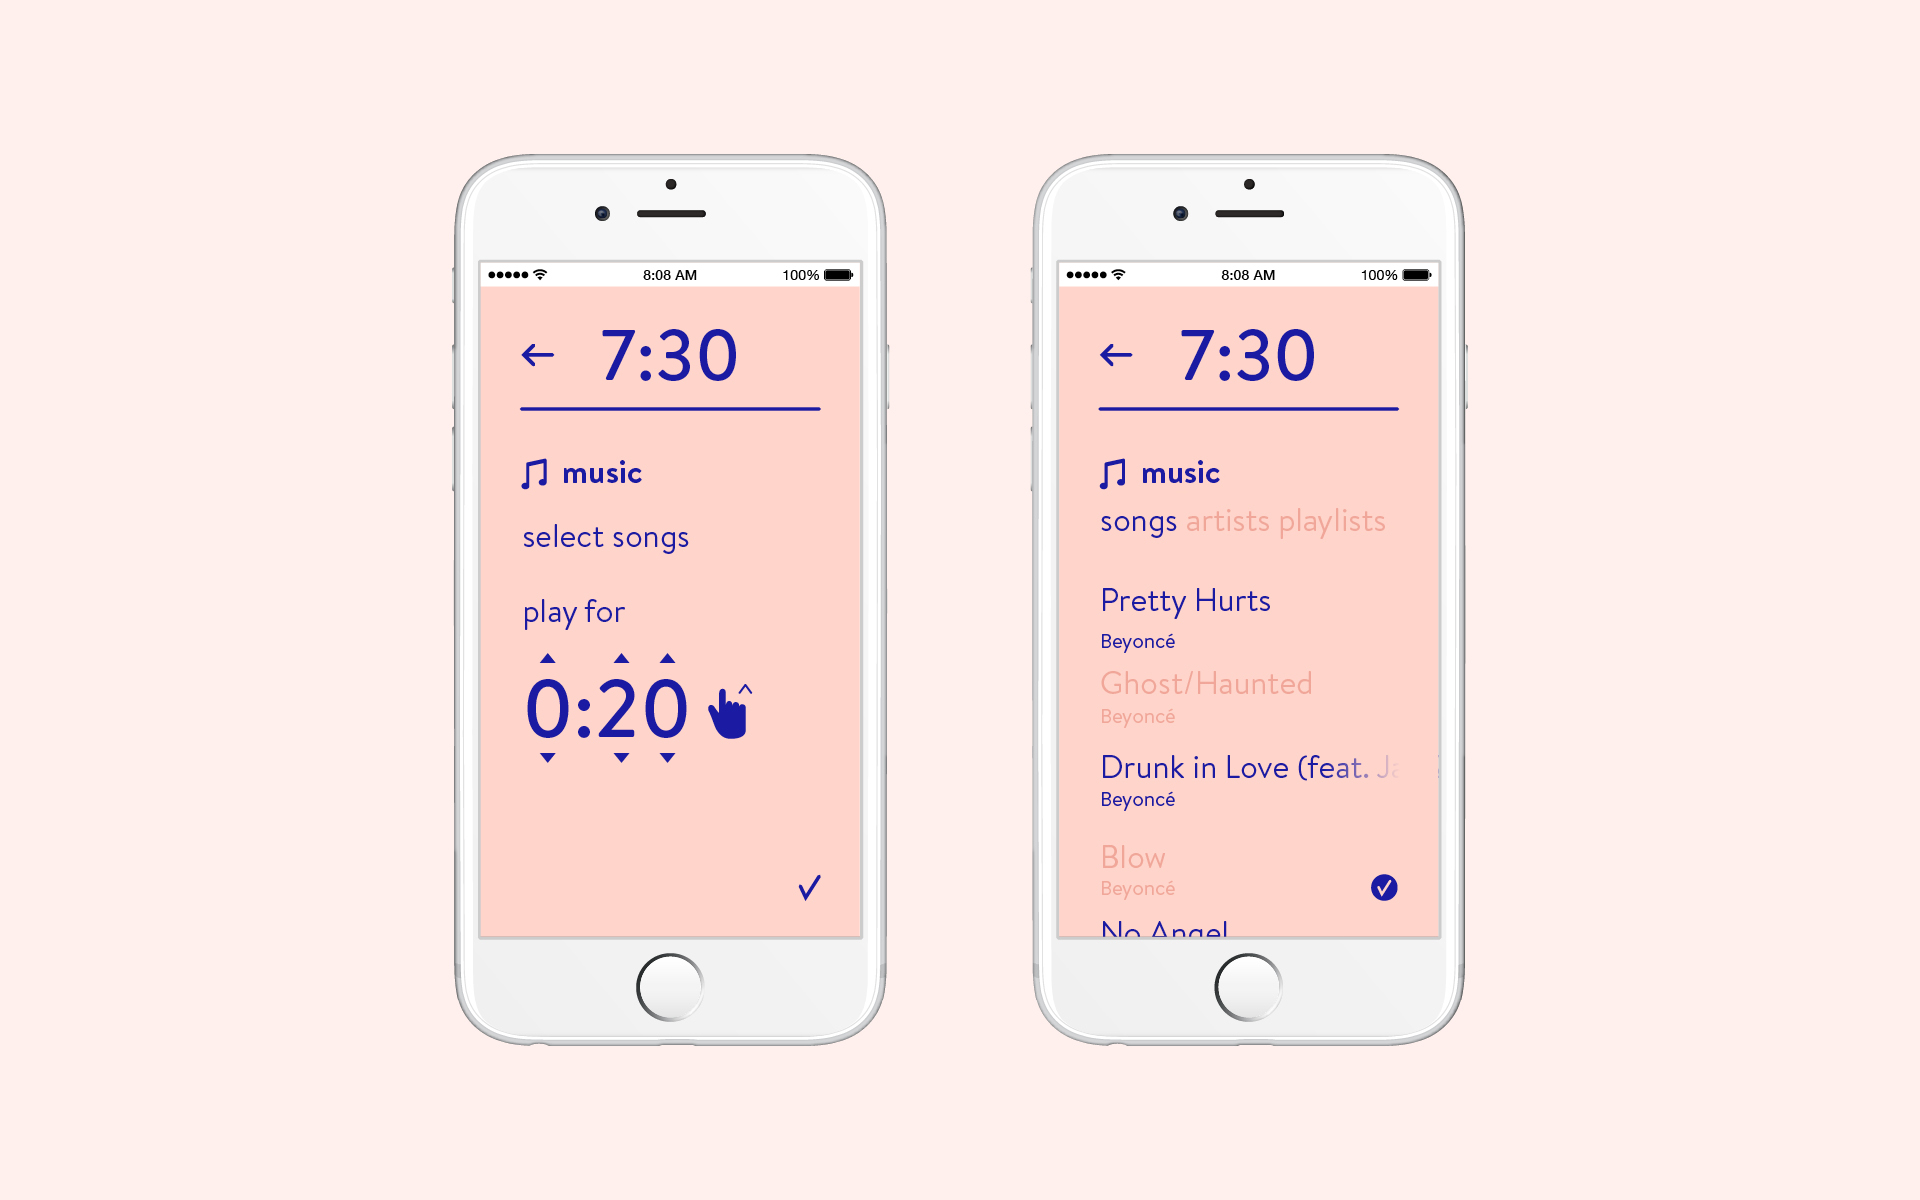 8:08 AM
100%
7:30
music
select songs
play for
0:20
8:08 AM
100%
7:30
music
songs artists playlists
Pretty Hurts
Beyoncé
Ghost/Haunted
Beyoncé
Drunk in Love (feat.
Beyoncé
Blow
Beyoncé
No Angel